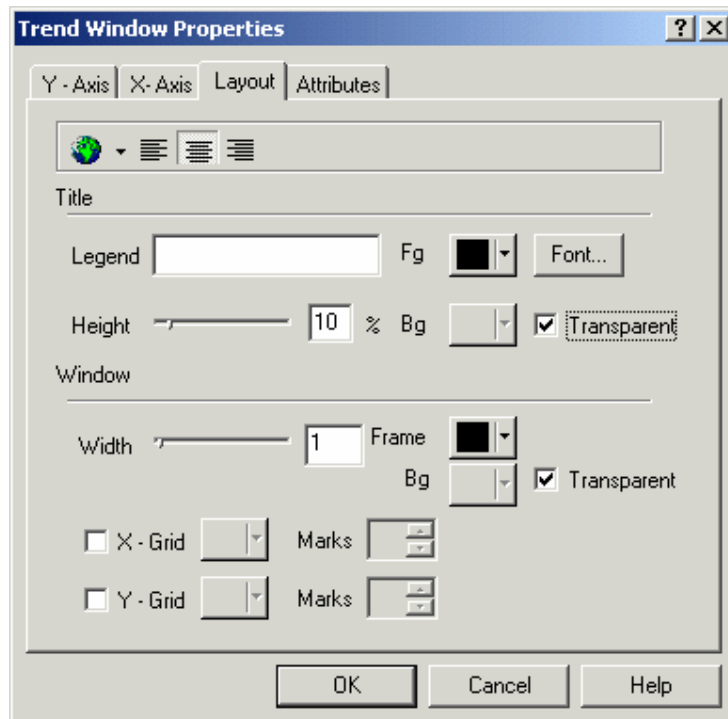 Trend Window Properties
Y - Axis X- Axis Layout Attributes
Title
Legend Fg Font...
Height 10 % Bg Transparent
Window
Width 1 Frame
Bg Transparent
X - Grid Marks
Y - Grid Marks
OK Cancel Help